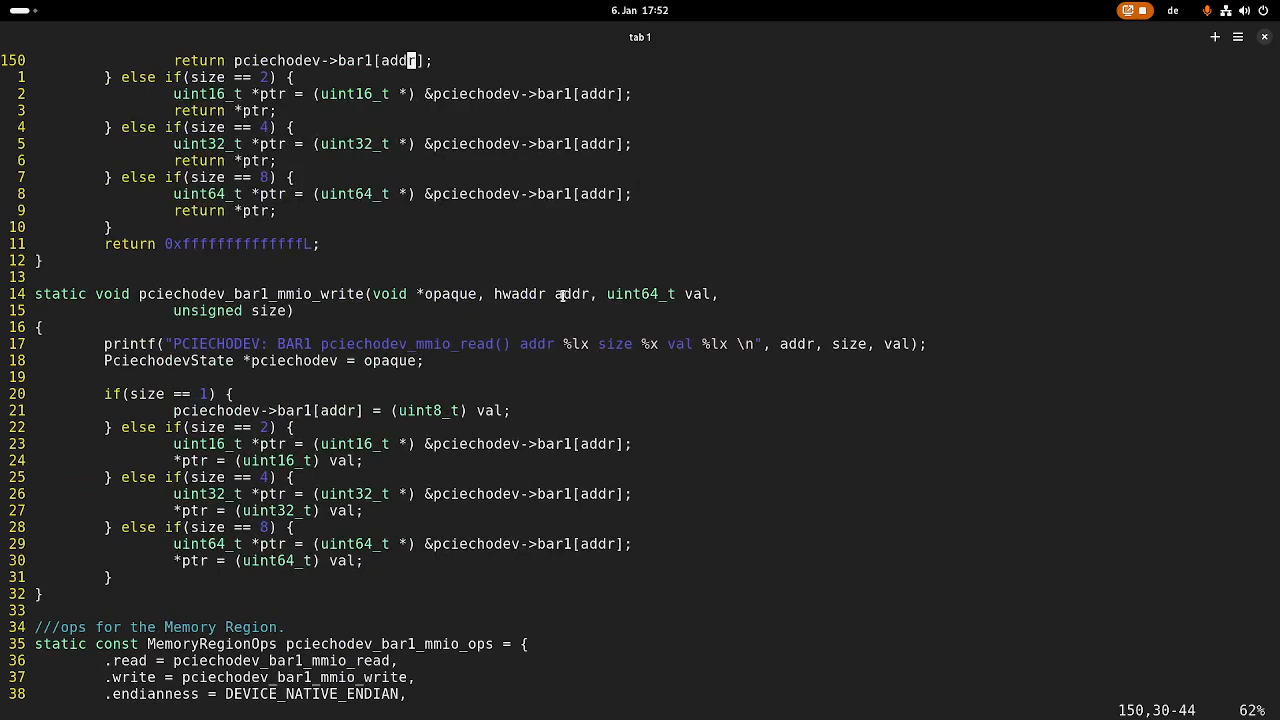 6. Jan 17:52
de
tab 1
150 return pciechodev->bar1[addr];
1 } else if(size == 2) {
2 uint16_t *ptr = (uint16_t *) &pciechodev->bar1[addr];
3 return *ptr;
4 } else if(size == 4) {
5 uint32_t *ptr = (uint32_t *) &pciechodev->bar1[addr];
6 return *ptr;
7 } else if(size == 8) {
8 uint64_t *ptr = (uint64_t *) &pciechodev->bar1[addr];
9 return *ptr;
10 }
11 return 0xffffffffffffffL;
12 }
13
14 static void pciechodev_bar1_mmio_write(void *opaque, hwaddr addr, uint64_t val,
15 unsigned size)
16 {
17 printf("PCIECHODEV: BAR1 pciechodev_mmio_read() addr %lx size %x val %lx \n", addr, size, val);
18 PciechodevState *pciechodev = opaque;
19
20 if(size == 1) {
21 pciechodev->bar1[addr] = (uint8_t) val;
22 } else if(size == 2) {
23 uint16_t *ptr = (uint16_t *) &pciechodev->bar1[addr];
24 *ptr = (uint16_t) val;
25 } else if(size == 4) {
26 uint32_t *ptr = (uint32_t *) &pciechodev->bar1[addr];
27 *ptr = (uint32_t) val;
28 } else if(size == 8) {
29 uint64_t *ptr = (uint64_t *) &pciechodev->bar1[addr];
30 *ptr = (uint64_t) val;
31 }
32 }
33
34 ///ops for the Memory Region.
35 static const MemoryRegionOps pciechodev_bar1_mmio_ops = {
36 .read = pciechodev_bar1_mmio_read,
37 .write = pciechodev_bar1_mmio_write,
38 .endianness = DEVICE_NATIVE_ENDIAN,
150,30-44 62%